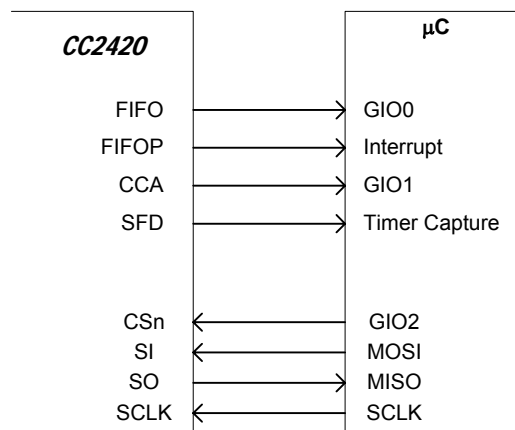 CC2420 μC
FIFO GIO0
FIFOP Interrupt
CCA GIO1
SFD Timer Capture
CSn GIO2
SI MOSI
SO MISO
SCLK SCLK